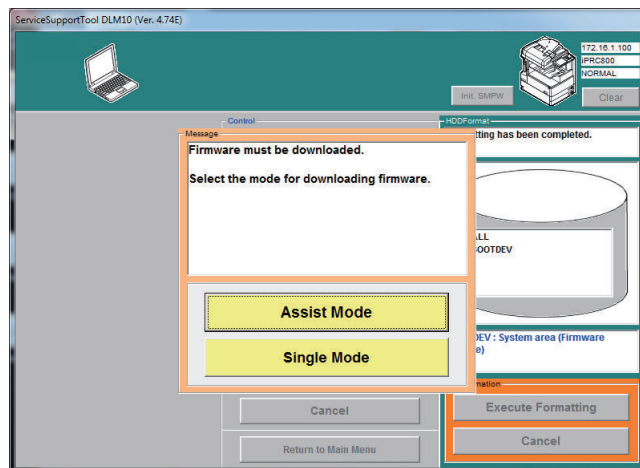 ServiceSupportTool DLM10 (Ver. 4.74E)
172.16.1.100
iPRC800
NORMAL
Init. SMPW
Clear
Control
HDDFormat
Message
tting has been completed.
Firmware must be downloaded.
Select the mode for downloading firmware.
ALL
BOOTDEV
Assist Mode
Single Mode
DEV : System area (Firmware
e)
mation
Cancel
Execute Formatting
Return to Main Menu
Cancel